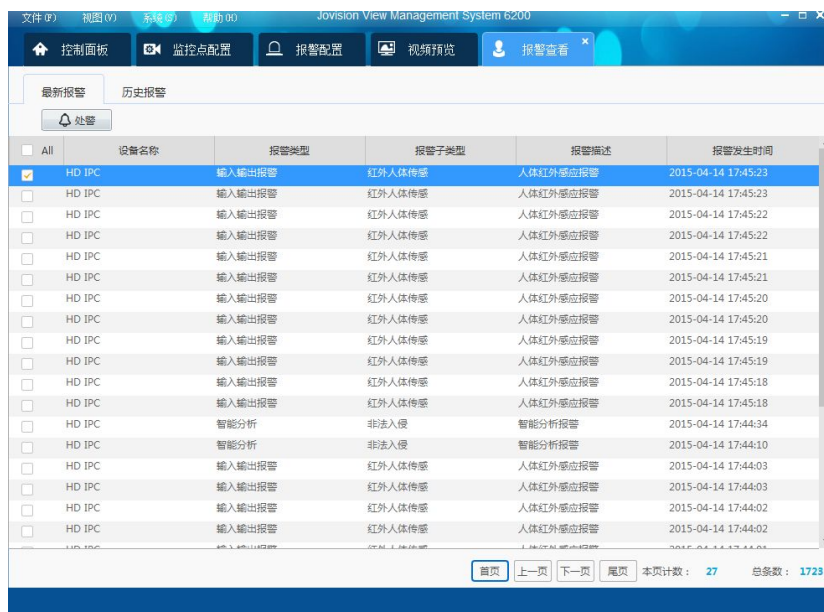 文件(F) 视图(V) 系统(S) 帮助(H) Jovision View Management System 6200
控制面板 监控点配置 报警配置 视频预览 报警查看
最新报警 历史报警
处警
All 设备名称 报警类型 报警子类型 报警描述 报警发生时间
HD IPC 输入输出报警 红外人体传感 人体红外感应报警 2015-04-14 17:45:23
HD IPC 输入输出报警 红外人体传感 人体红外感应报警 2015-04-14 17:45:23
HD IPC 输入输出报警 红外人体传感 人体红外感应报警 2015-04-14 17:45:22
HD IPC 输入输出报警 红外人体传感 人体红外感应报警 2015-04-14 17:45:22
HD IPC 输入输出报警 红外人体传感 人体红外感应报警 2015-04-14 17:45:21
HD IPC 输入输出报警 红外人体传感 人体红外感应报警 2015-04-14 17:45:21
HD IPC 输入输出报警 红外人体传感 人体红外感应报警 2015-04-14 17:45:20
HD IPC 输入输出报警 红外人体传感 人体红外感应报警 2015-04-14 17:45:20
HD IPC 输入输出报警 红外人体传感 人体红外感应报警 2015-04-14 17:45:19
HD IPC 输入输出报警 红外人体传感 人体红外感应报警 2015-04-14 17:45:19
HD IPC 输入输出报警 红外人体传感 人体红外感应报警 2015-04-14 17:45:18
HD IPC 输入输出报警 红外人体传感 人体红外感应报警 2015-04-14 17:45:18
HD IPC 智能分析 非法入侵 智能分析报警 2015-04-14 17:44:34
HD IPC 智能分析 非法入侵 智能分析报警 2015-04-14 17:44:10
HD IPC 输入输出报警 红外人体传感 人体红外感应报警 2015-04-14 17:44:03
HD IPC 输入输出报警 红外人体传感 人体红外感应报警 2015-04-14 17:44:03
HD IPC 输入输出报警 红外人体传感 人体红外感应报警 2015-04-14 17:44:02
HD IPC 输入输出报警 红外人体传感 人体红外感应报警 2015-04-14 17:44:02
首页 上一页 下一页 尾页 本页计数: 27 总条数: 1723